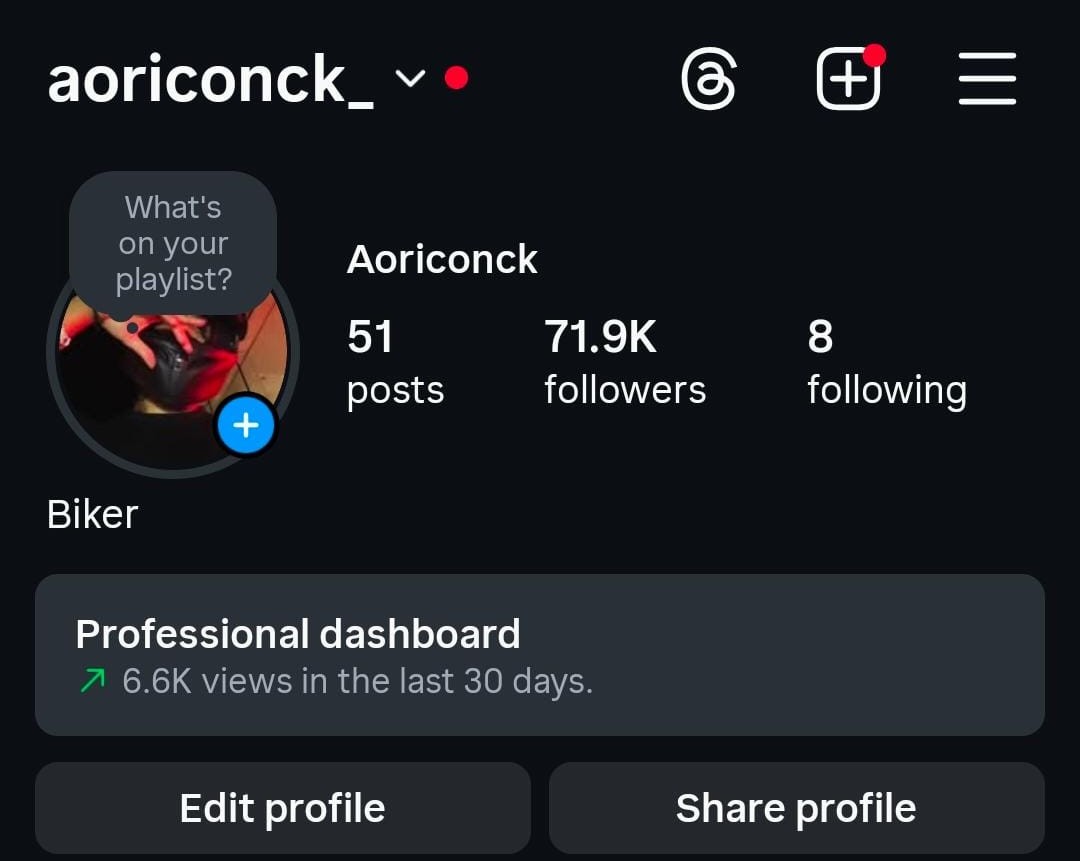 aoriconck_
What's
on your
playlist?
Aoriconck
51 71.9K 8
posts followers following
Biker
Professional dashboard
6.6K views in the last 30 days.
Edit profile Share profile